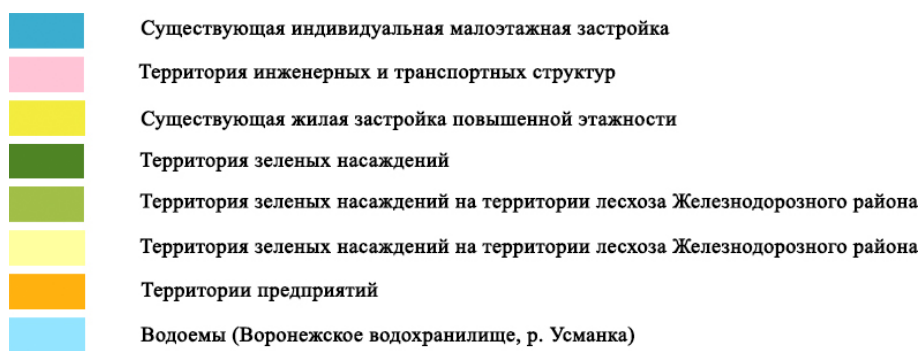 Существующая индивидуальная малоэтажная застройка
Территория инженерных и транспортных структур
Существующая жилая застройка повышенной этажности
Территория зеленых насаждений
Территория зеленых насаждений на территории лесхоза Железнодорозного района
Территория зеленых насаждений на территории лесхоза Железнодорозного района
Территории предприятий
Водоемы (Воронежское водохранилище, р. Усманка)